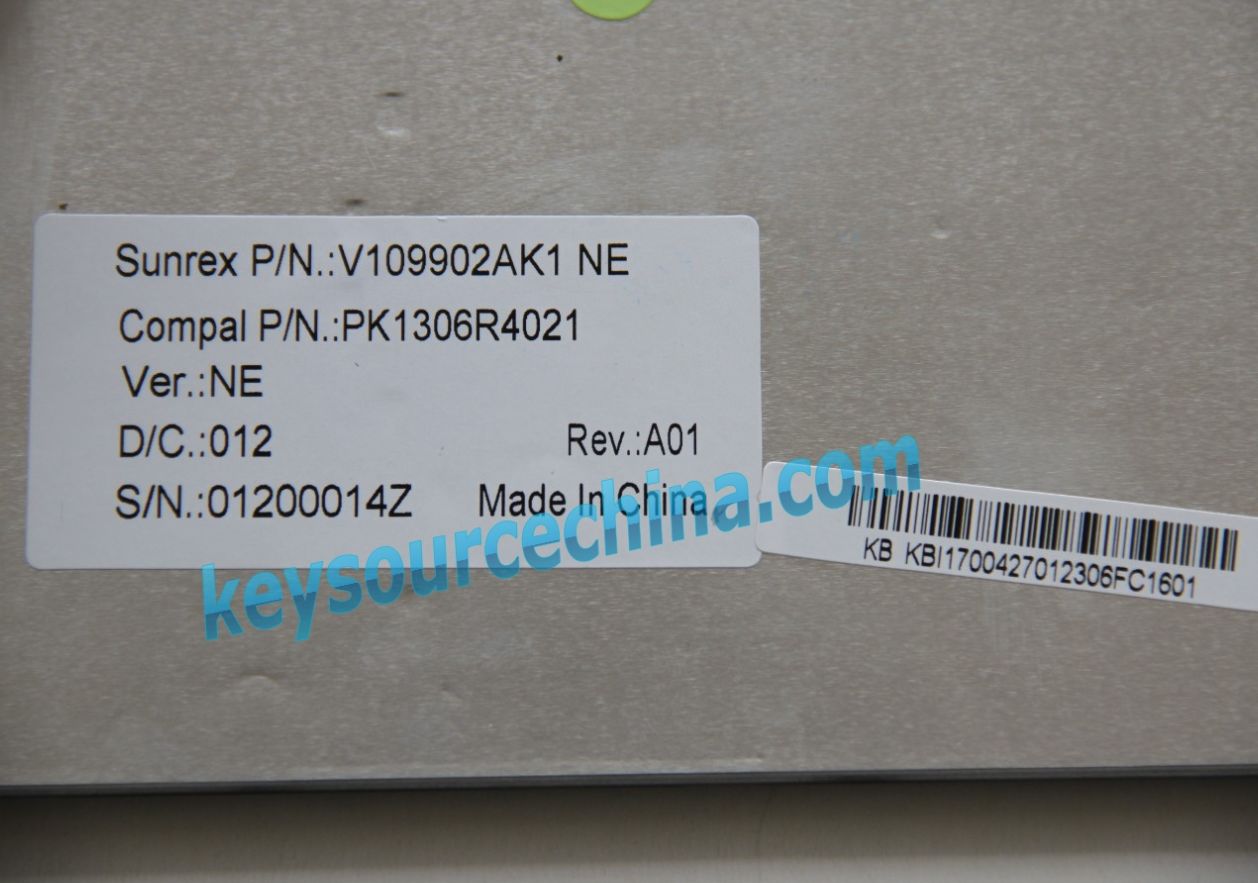 Sunrex P/N.:V109902AK1 NE
Compal P/N.:PK1306R4021
Ver.:NE
D/C.:012 Rev.:A01
S/N.:01200014Z Made In China
keysourcechina.com
KB KBI1700427012306FC1601